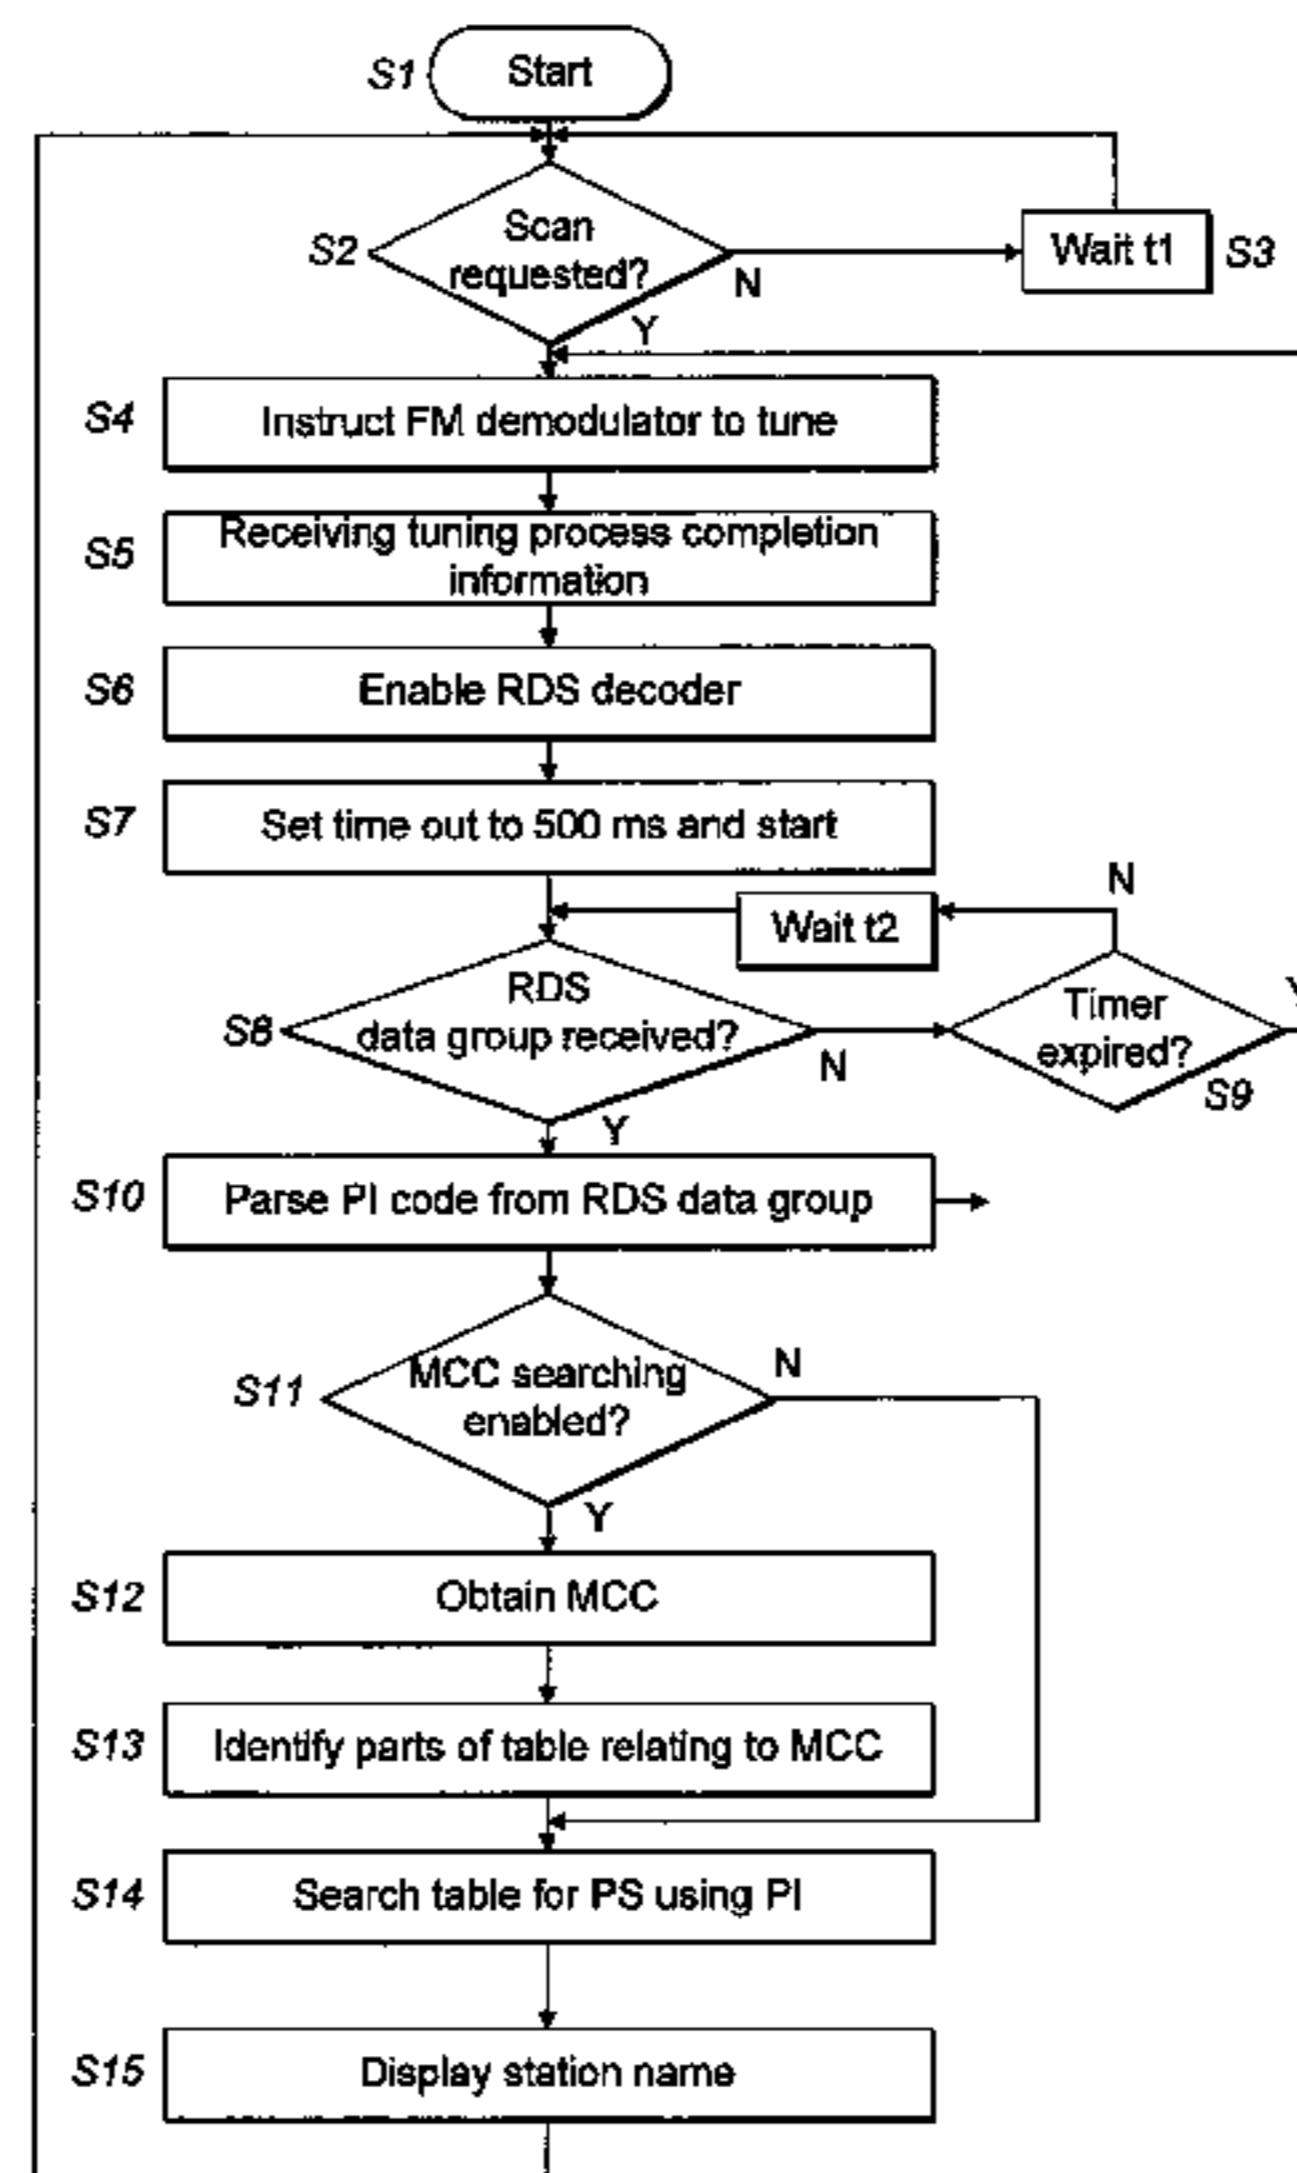 S1
Start
S2
Scan
requested?
N
Y
Wait t1
S3
S4
Instruct FM demodulator to tune
S5
Receiving tuning process completion
information
S6
Enable RDS decoder
S7
Set time out to 500 ms and start
N
Wait t2
S8
RDS
data group received?
N
Y
Timer
expired?
Y
S9
S10
Parse PI code from RDS data group
S11
MCC searching
enabled?
N
Y
S12
Obtain MCC
S13
Identify parts of table relating to MCC
S14
Search table for PS using PI
S15
Display station name